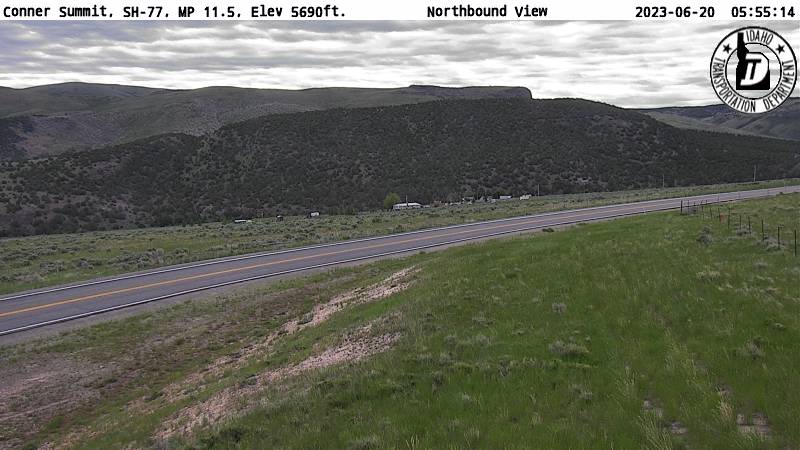 Conner Summit, SH-77, MP 11.5, Elev 5690ft. Northbound View 2023-06-20 05:55:14
IDAHO
TRANSPORTATION DEPARTMENT